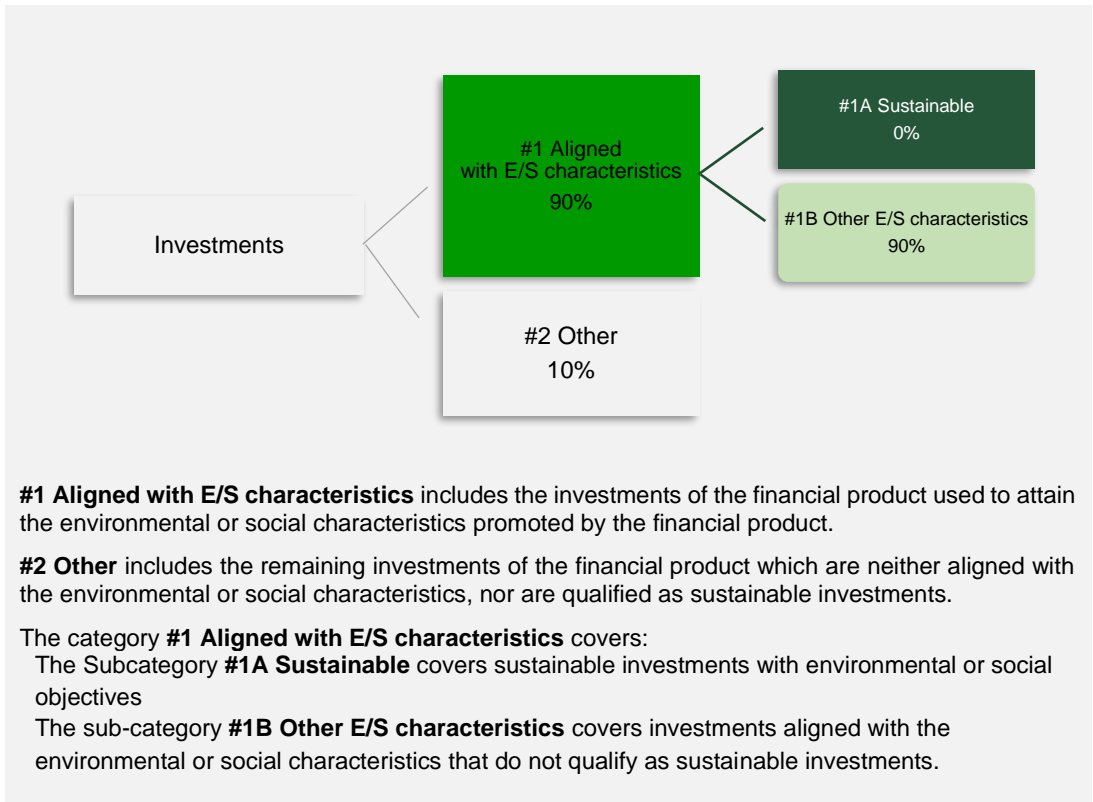 #1A Sustainable
0%
#1 Aligned
with E/S characteristics
90%
#1B Other E/S characteristics
90%
Investments
#2 Other
10%
#1 Aligned with E/S characteristics includes the investments of the financial product used to attain
the environmental or social characteristics promoted by the financial product.
#2 Other includes the remaining investments of the financial product which are neither aligned with
the environmental or social characteristics, nor are qualified as sustainable investments.
The category #1 Aligned with E/S characteristics covers:
The Subcategory #1A Sustainable covers sustainable investments with environmental or social
objectives
The sub-category #1B Other E/S characteristics covers investments aligned with the
environmental or social characteristics that do not qualify as sustainable investments.